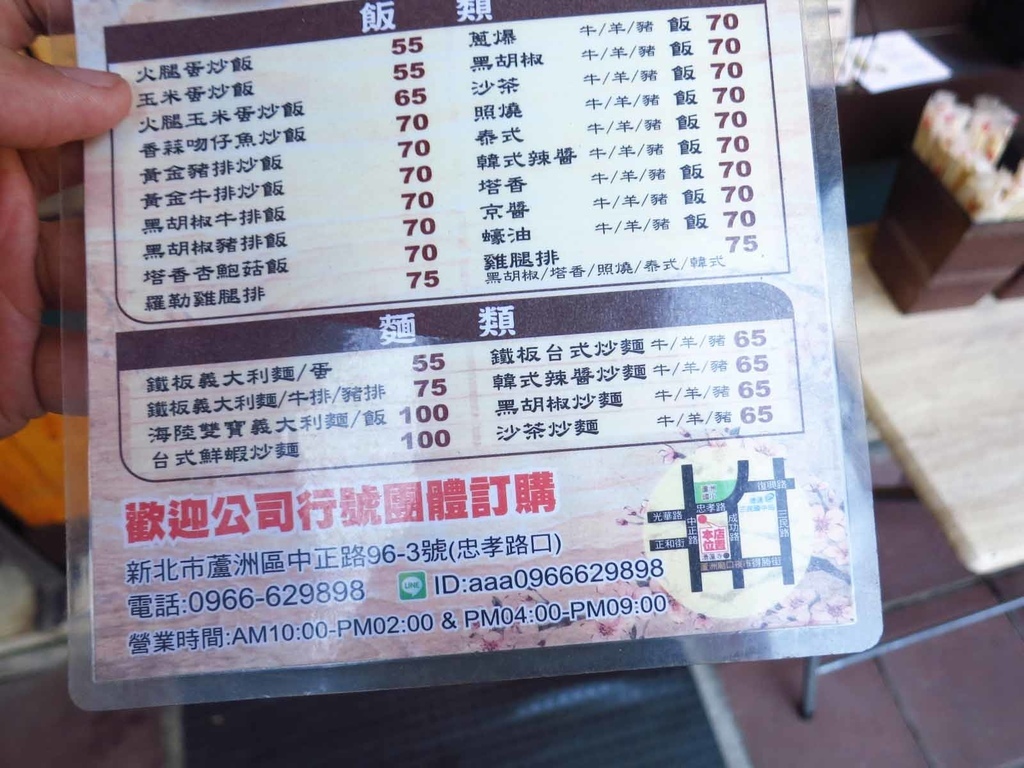 飯 類
火腿蛋炒飯 55
玉米蛋炒飯 55
火腿玉米蛋炒飯 65
香蒜吻仔魚炒飯 70
黃金豬排炒飯 70
黃金牛排炒飯 70
黑胡椒牛排飯 70
黑胡椒豬排飯 70
塔香杏鮑菇飯 70
羅勒雞腿排 75
蔥爆 牛/羊/豬 飯 70
黑胡椒 牛/羊/豬 飯 70
沙茶 牛/羊/豬 飯 70
照燒 牛/羊/豬 飯 70
泰式 牛/羊/豬 飯 70
韓式辣醬 牛/羊/豬 飯 70
塔香 牛/羊/豬 飯 70
京醬 牛/羊/豬 飯 70
蠔油 牛/羊/豬 飯 70
雞腿排 75
黑胡椒/塔香/照燒/泰式/韓式
麵 類
鐵板義大利麵/蛋 55
鐵板義大利麵/牛排/豬排 75
海陸雙寶義大利麵/飯 100
台式鮮蝦炒麵 100
鐵板台式炒麵 牛/羊/豬 65
韓式辣醬炒麵 牛/羊/豬 65
黑胡椒炒麵 牛/羊/豬 65
沙茶炒麵 牛/羊/豬 65
歡迎公司行號團體訂購
新北市蘆洲區中正路96-3號(忠孝路口)
電話:0966-629898 LINE ID:aaa0966629898
營業時間:AM10:00-PM02:00 & PM04:00-PM09:00
蘆洲
國小
復興路
光華路
忠孝路
中正路
成功路
三民路
正和街
本店
位置